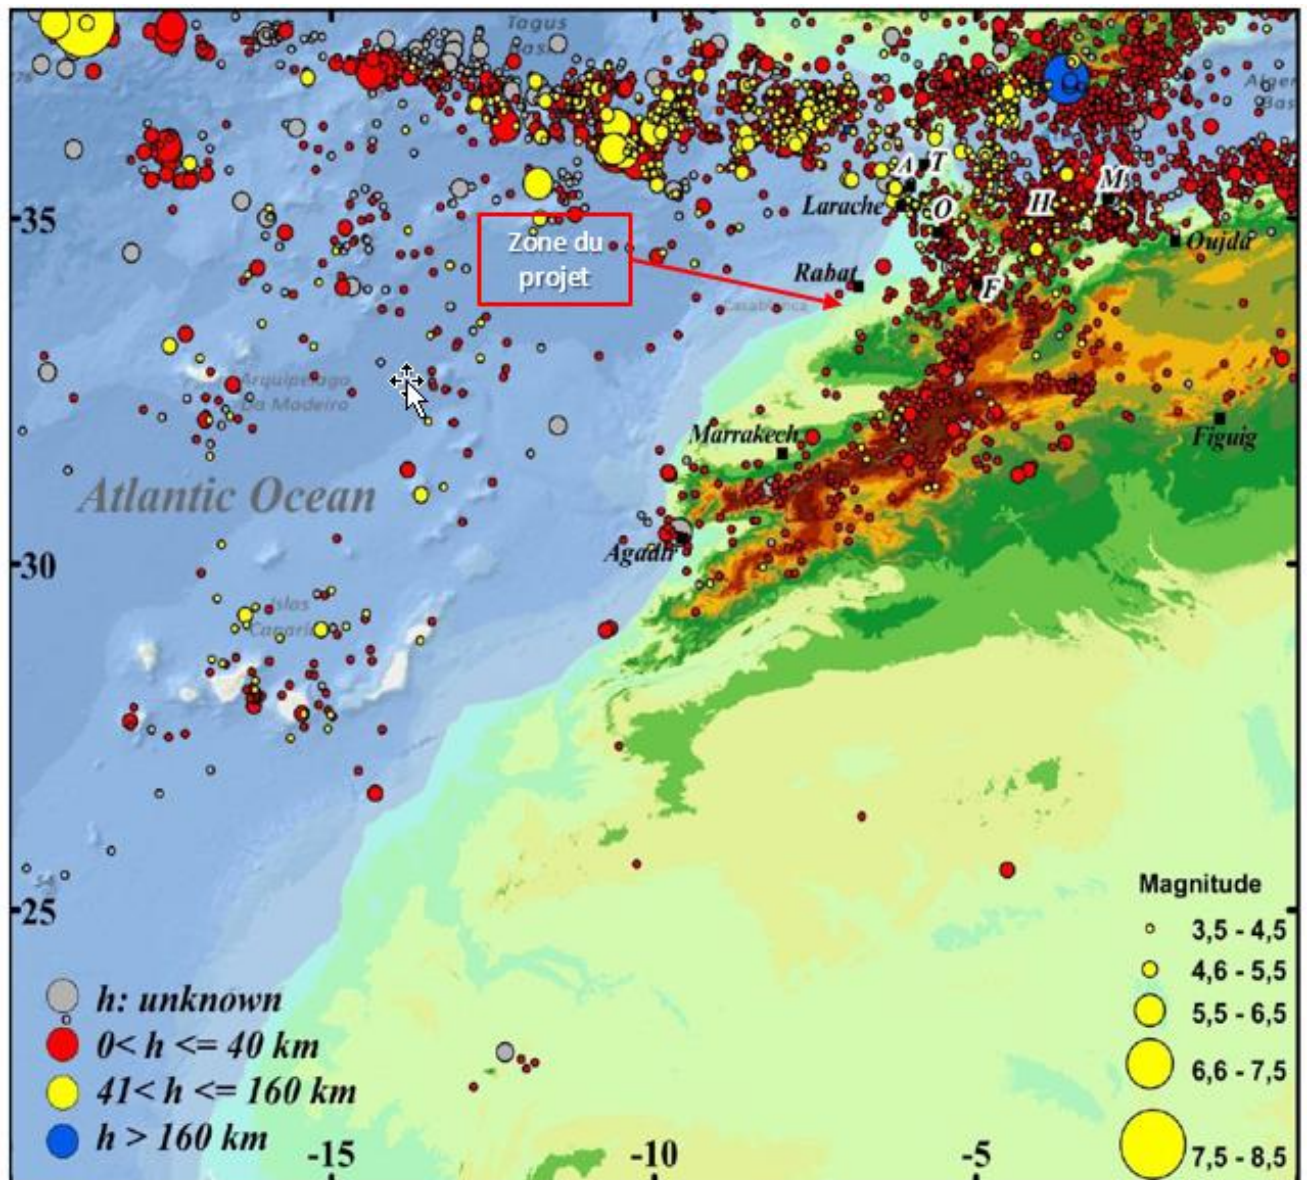 Tagus
Bas
Alger
Bas
35
A
T
M
Larache
O
H
Zone du
projet
Oujda
Rabat
F
Casablanca
Arquipelago
Da Madeiro
Marrakech
Figuig
Atlantic Ocean
Agadir
30
Islas
Canaria
25
Magnitude
3,5 - 4,5
4,6 - 5,5
5,5 - 6,5
6,6 - 7,5
7,5 - 8,5
h: unknown
0< h <= 40 km
41< h <= 160 km
h > 160 km
-15
-10
-5